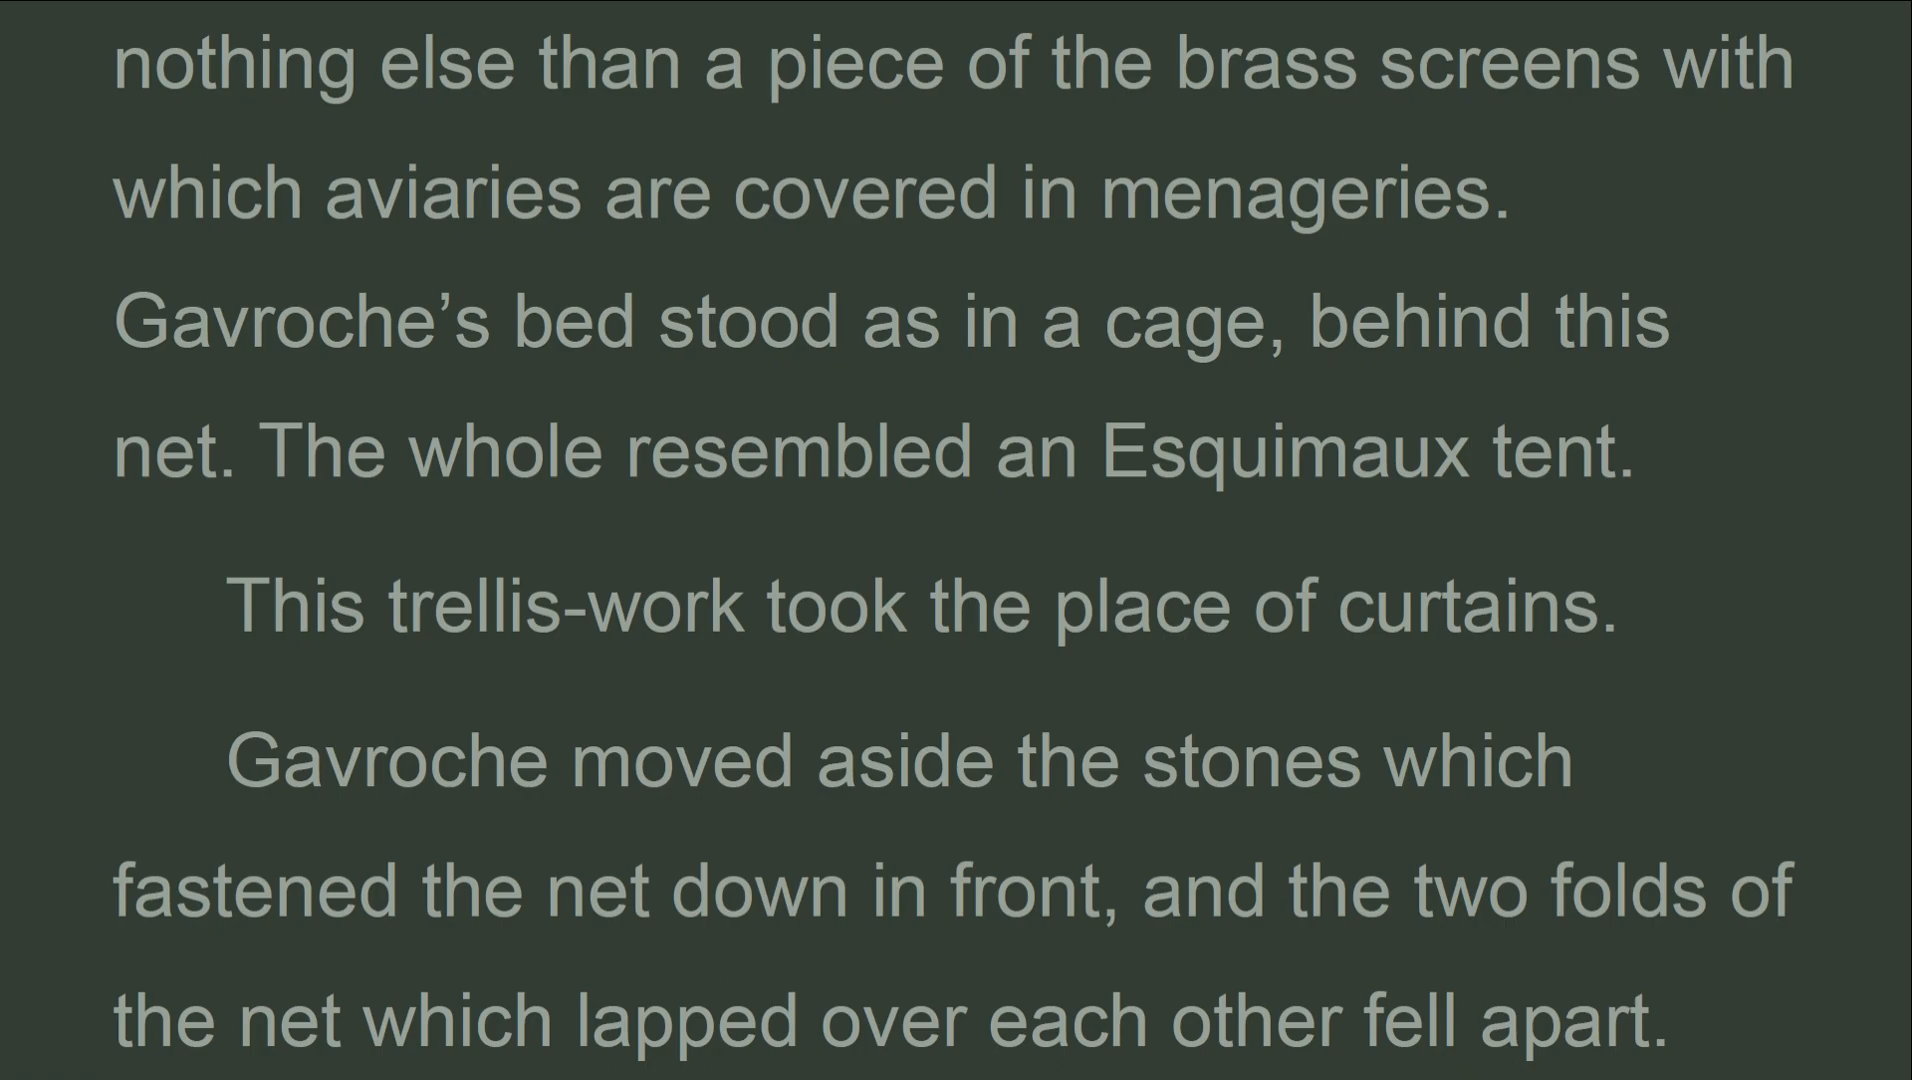 nothing else than a piece of the brass screens with
which aviaries are covered in menageries.
Gavroche’s bed stood as in a cage, behind this
net. The whole resembled an Esquimaux tent.
This trellis-work took the place of curtains.
Gavroche moved aside the stones which
fastened the net down in front, and the two folds of
the net which lapped over each other fell apart.